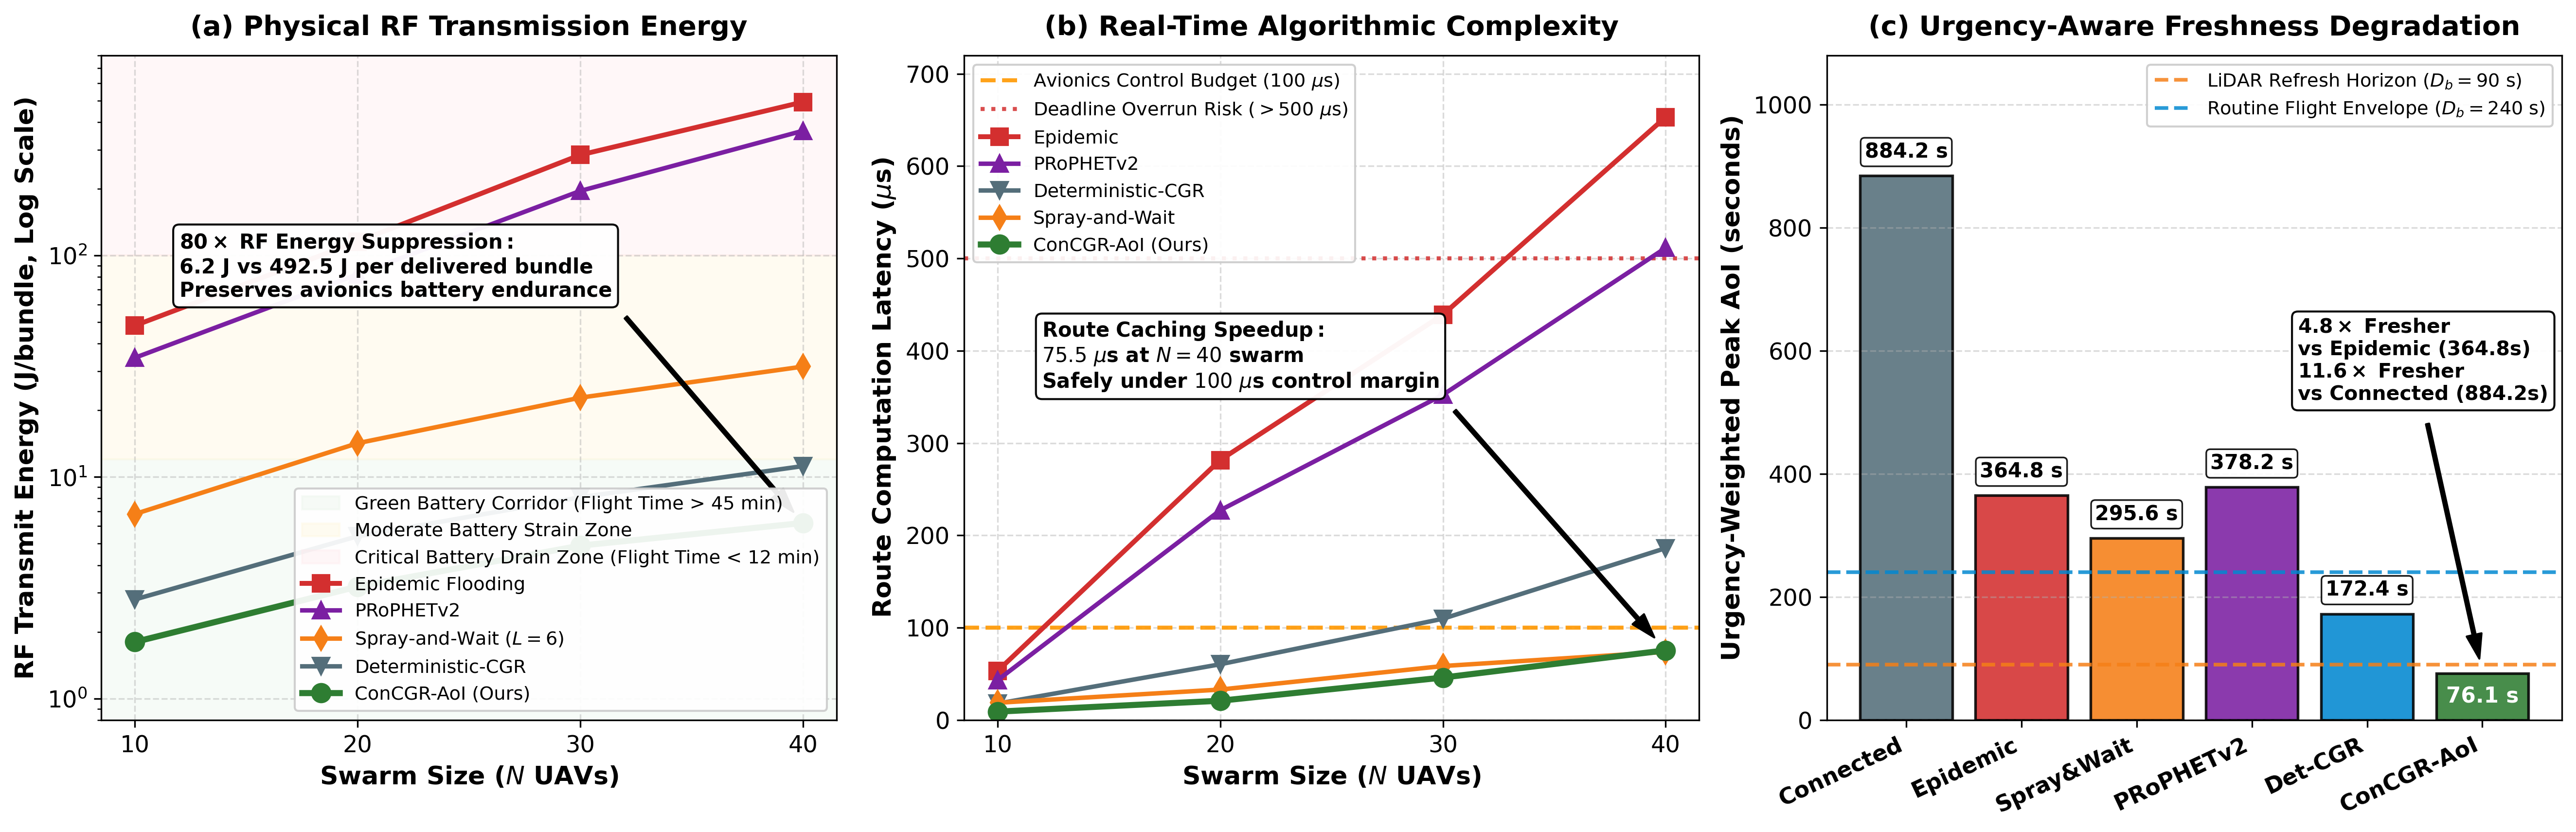 (a) Physical RF Transmission Energy
RF Transmit Energy (J/bundle, Log Scale)
10²
10¹
10⁰
80× RF Energy Suppression:
6.2 J vs 492.5 J per delivered bundle
Preserves avionics battery endurance
Green Battery Corridor (Flight Time > 45 min)
Moderate Battery Strain Zone
Critical Battery Drain Zone (Flight Time < 12 min)
Epidemic Flooding
PRoPHETv2
Spray-and-Wait (L = 6)
Deterministic-CGR
ConCGR-AoI (Ours)
10 20 30 40
Swarm Size (N UAVs)
(b) Real-Time Algorithmic Complexity
Route Computation Latency (μs)
700
600
500
400
300
200
100
0
Avionics Control Budget (100 μs)
Deadline Overrun Risk (>500 μs)
Epidemic
PRoPHETv2
Deterministic-CGR
Spray-and-Wait
ConCGR-AoI (Ours)
Route Caching Speedup:
75.5 μs at N = 40 swarm
Safely under 100 μs control margin
10 20 30 40
Swarm Size (N UAVs)
(c) Urgency-Aware Freshness Degradation
Urgency-Weighted Peak AoI (seconds)
1000
800
600
400
200
0
LiDAR Refresh Horizon (D_b = 90 s)
Routine Flight Envelope (D_b = 240 s)
884.2 s
364.8 s
295.6 s
378.2 s
172.4 s
76.1 s
4.8× Fresher
vs Epidemic (364.8s)
11.6× Fresher
vs Connected (884.2s)
Connected
Epidemic
Spray&Wait
PRoPHETv2
Det-CGR
ConCGR-AoI